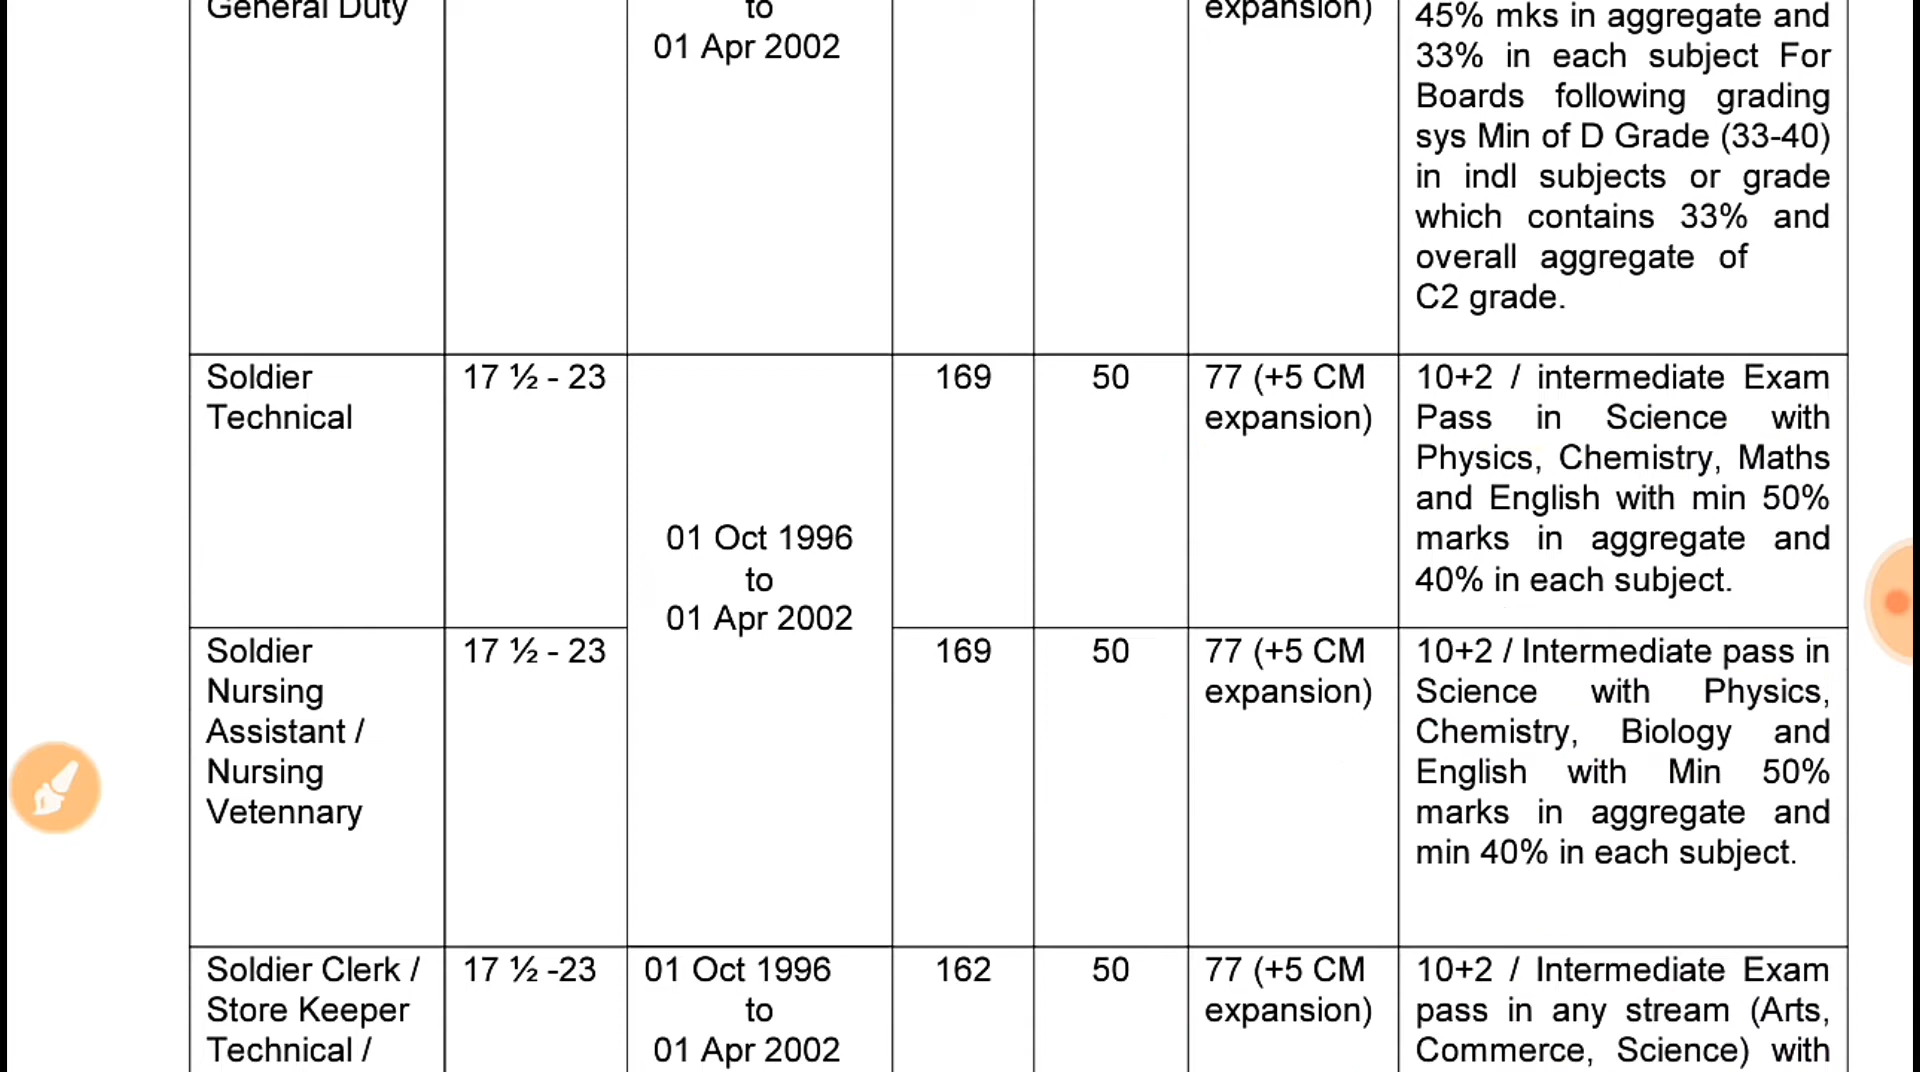 General Duty
to
01 Apr 2002
expansion)
45% mks in aggregate and
33% in each subject For
Boards following grading
sys Min of D Grade (33-40)
in indl subjects or grade
which contains 33% and
overall aggregate of
C2 grade.
Soldier
Technical
17 ½ - 23
01 Oct 1996
to
01 Apr 2002
169
50
77 (+5 CM
expansion)
10+2 / intermediate Exam
Pass in Science with
Physics, Chemistry, Maths
and English with min 50%
marks in aggregate and
40% in each subject.
Soldier
Nursing
Assistant /
Nursing
Vetennary
17 ½ - 23
169
50
77 (+5 CM
expansion)
10+2 / Intermediate pass in
Science with Physics,
Chemistry, Biology and
English with Min 50%
marks in aggregate and
min 40% in each subject.
Soldier Clerk /
Store Keeper
Technical /
17 ½ -23
01 Oct 1996
to
01 Apr 2002
162
50
77 (+5 CM
expansion)
10+2 / Intermediate Exam
pass in any stream (Arts,
Commerce, Science) with